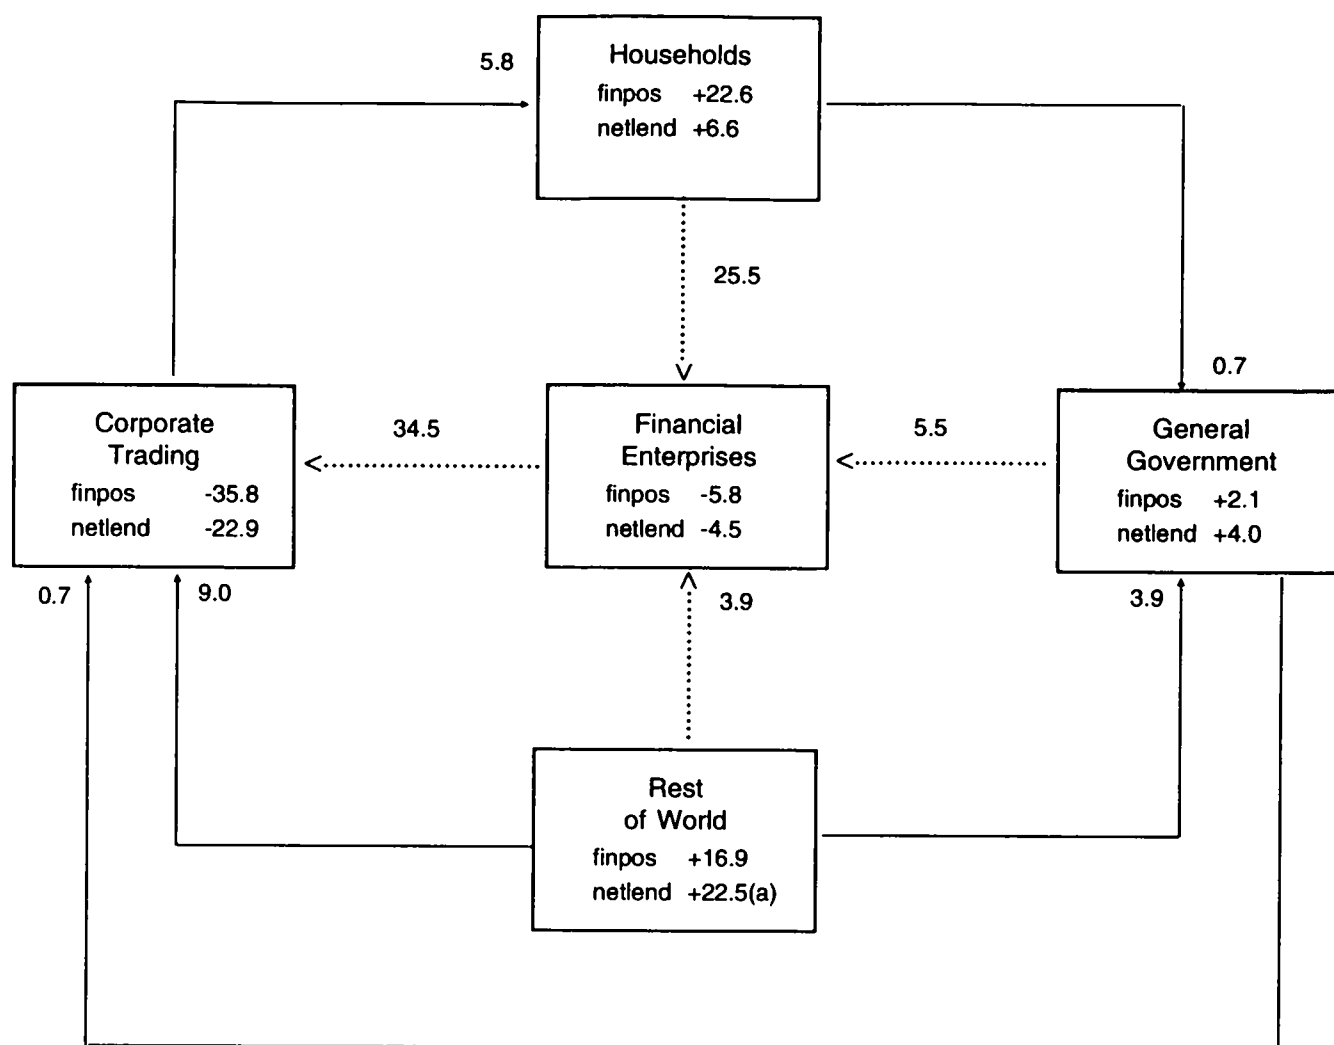 5.8
Households
finpos +22.6
netlend +6.6
25.5
0.7
Corporate
Trading
finpos -35.8
netlend -22.9
34.5
Financial
Enterprises
finpos -5.8
netlend -4.5
5.5
General
Government
finpos +2.1
netlend +4.0
0.7
9.0
3.9
3.9
Rest
of World
finpos +16.9
netlend +22.5(a)